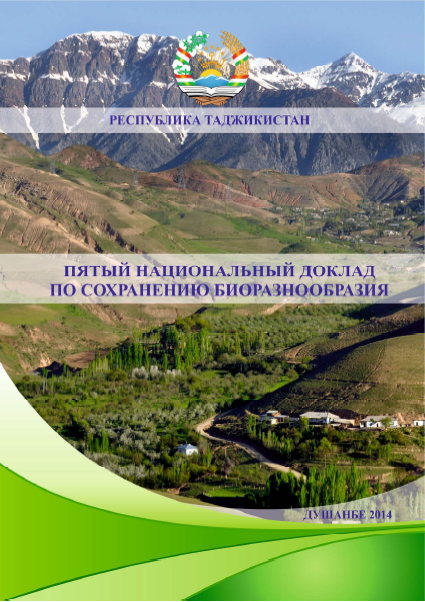 РЕСПУБЛИКА ТАДЖИКИСТАН
ПЯТЫЙ НАЦИОНАЛЬНЫЙ ДОКЛАД
ПО СОХРАНЕНИЮ БИОРАЗНООБРАЗИЯ
ДУШАНБЕ 2014